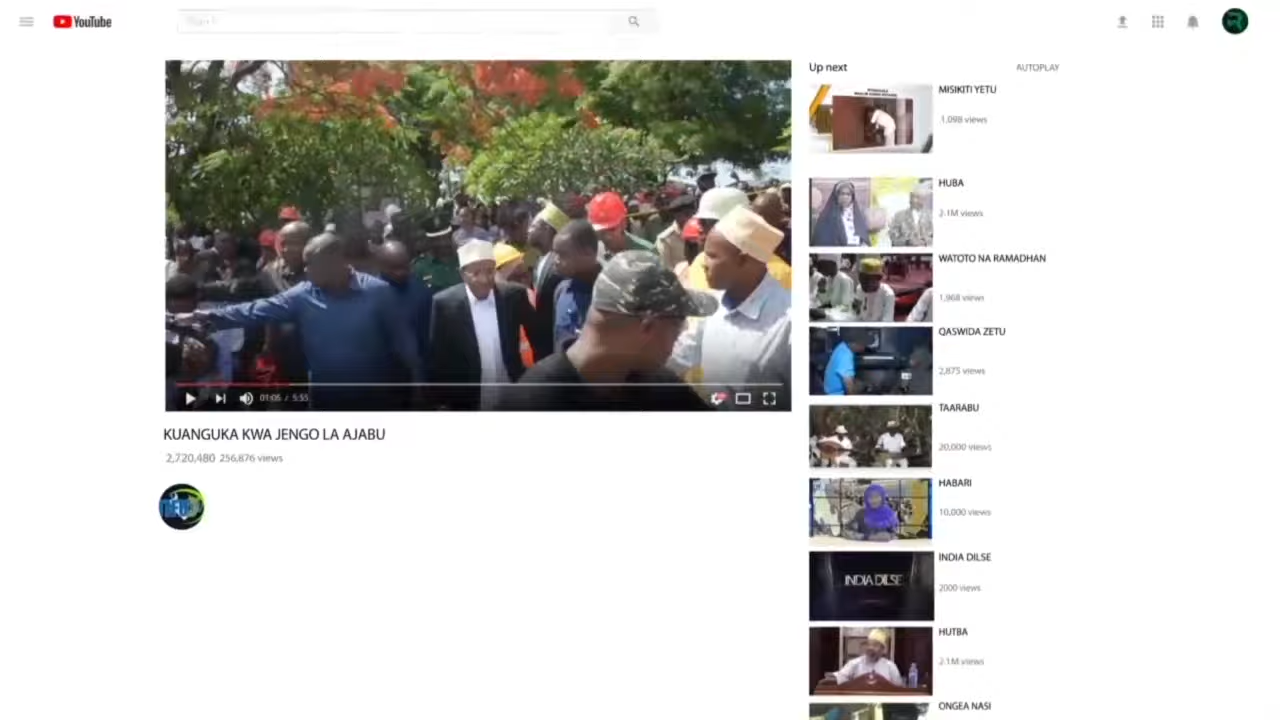 YouTube
01:06 / 5:55
KUANGUKA KWA JENGO LA AJABU
2,720,480 256,876 views
Up next
AUTOPLAY
MISIKITI YETU
1,098 views
HUBA
2.1M views
WATOTO NA RAMADHAN
1,968 views
QASWIDA ZETU
2,875 views
TAARABU
20,000 views
HABARI
10,000 views
INDIA DILSE
INDIA DILSE
2000 views
HUTBA
2.1M views
ONGEA NASI